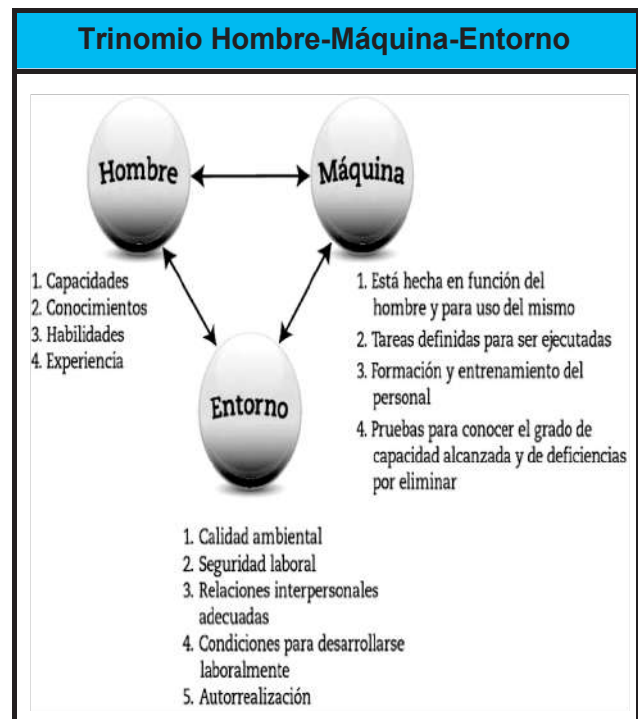 Trinomio Hombre-Máquina-Entorno
Hombre
Máquina
1. Capacidades
2. Conocimientos
3. Habilidades
4. Experiencia
1. Está hecha en función del
hombre y para uso del mismo
2. Tareas definidas para ser ejecutadas
3. Formación y entrenamiento del
personal
4. Pruebas para conocer el grado de
capacidad alcanzada y de deficiencias
por eliminar
Entorno
1. Calidad ambiental
2. Seguridad laboral
3. Relaciones interpersonales
adecuadas
4. Condiciones para desarrollarse
laboralmente
5. Autorrealización